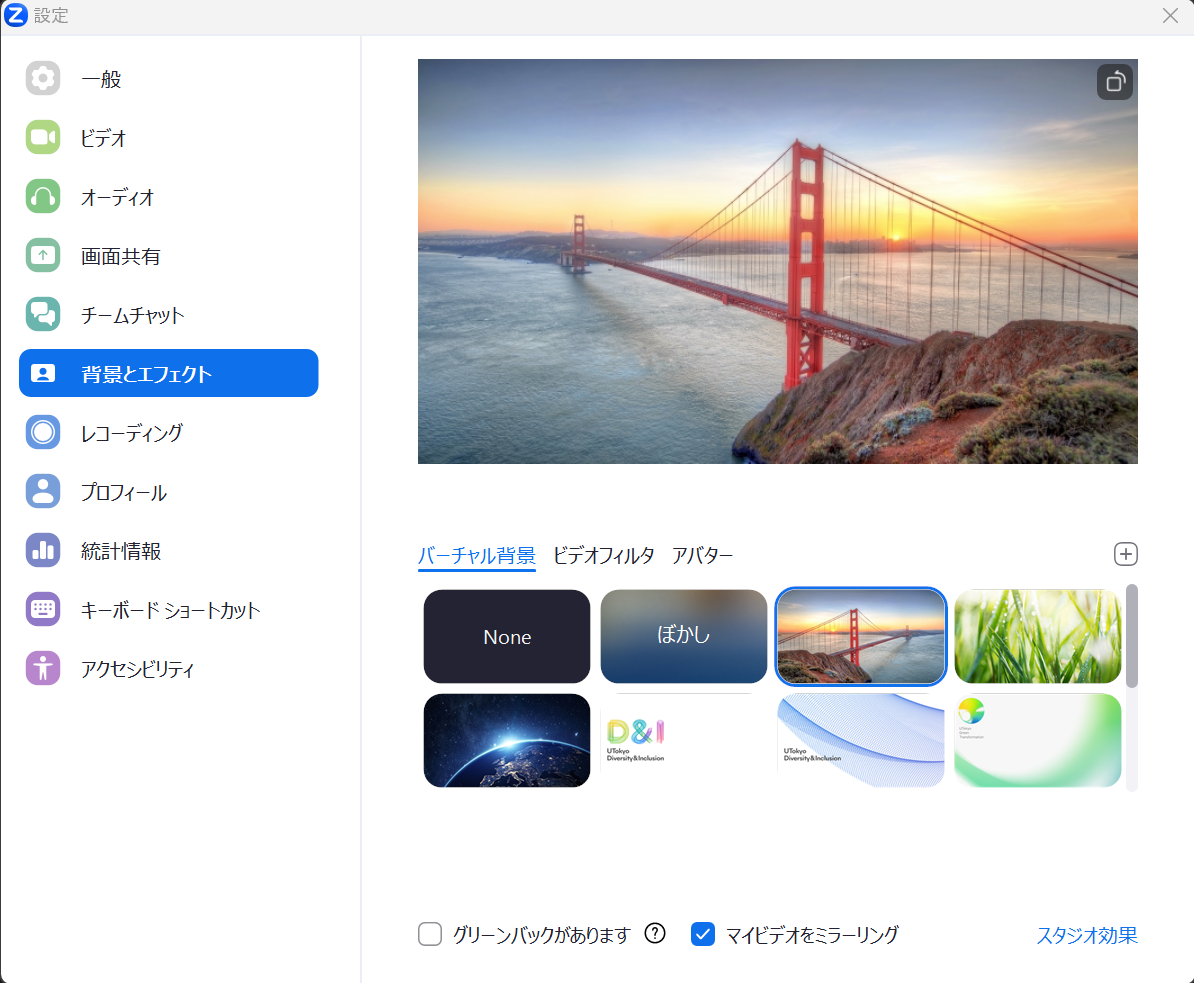 設定
一般
ビデオ
オーディオ
画面共有
チームチャット
背景とエフェクト
レコーディング
プロフィール
統計情報
キーボード ショートカット
アクセシビリティ
バーチャル背景 ビデオフィルタ アバター
None
ぼかし
D&I
UTokyo
Diversity&Inclusion
UTokyo
Diversity&Inclusion
UTokyo
Green
Transformation
グリーンバックがあります
マイビデオをミラーリング
スタジオ効果